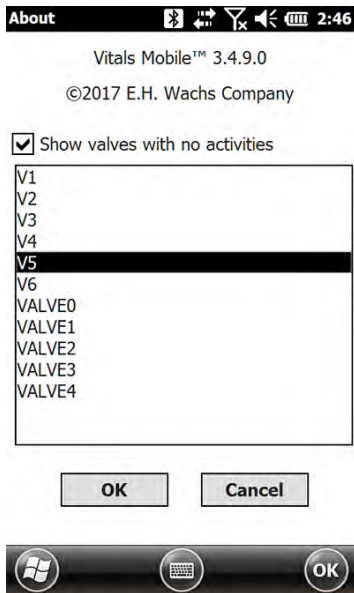 About 2:46
Vitals Mobile™ 3.4.9.0
©2017 E.H. Wachs Company
Show valves with no activities
V1
V2
V3
V4
V5
V6
VALVE0
VALVE1
VALVE2
VALVE3
VALVE4
OK Cancel
OK